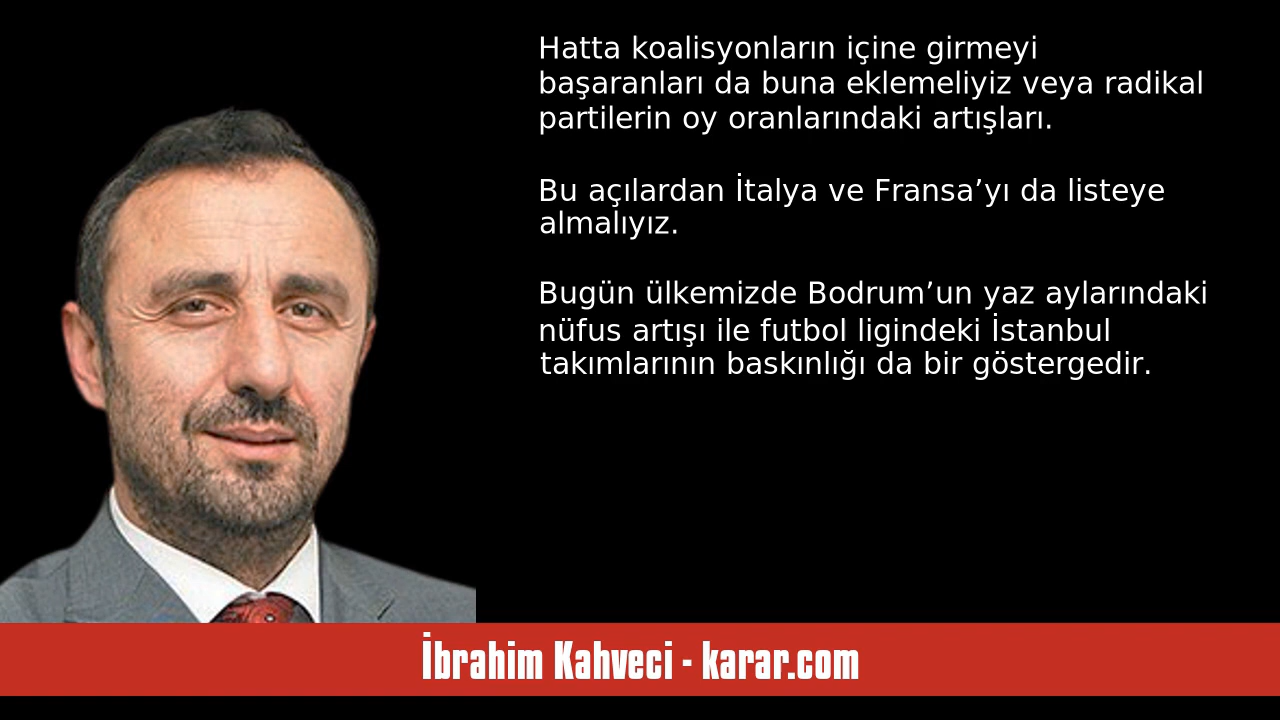 Hatta koalisyonların içine girmeyi
başaranları da buna eklemeliyiz veya radikal
partilerin oy oranlarındaki artışları.
Bu açılardan İtalya ve Fransa’yı da listeye
almalıyız.
Bugün ülkemizde Bodrum’un yaz aylarındaki
nüfus artışı ile futbol ligindeki İstanbul
takımlarının baskınlığı da bir göstergedir.
İbrahim Kahveci - karar.com